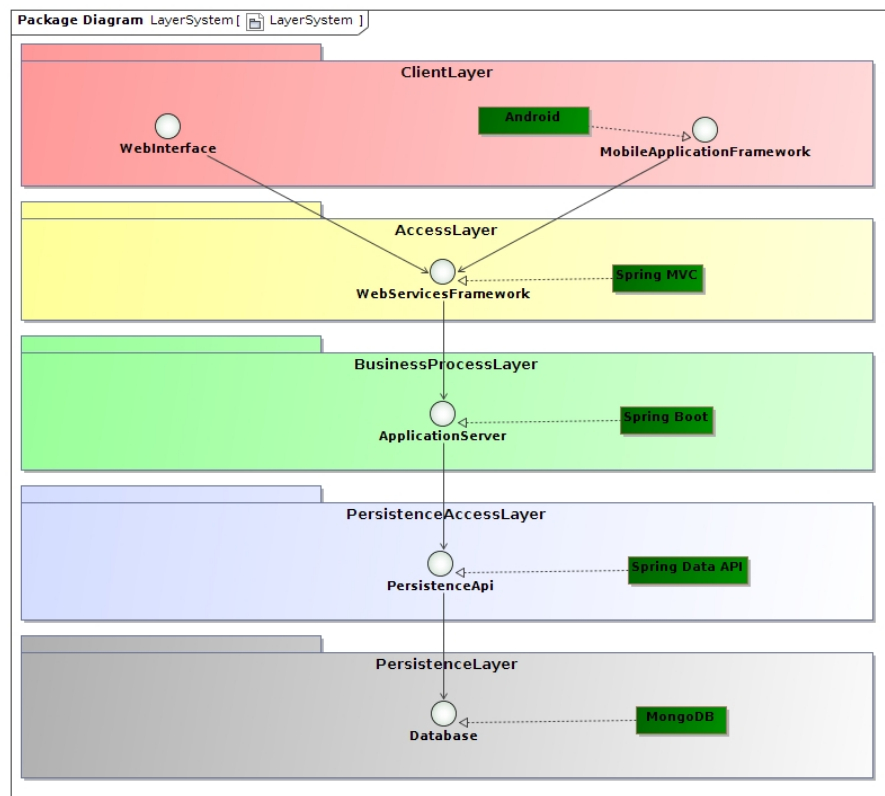 Package Diagram LayerSystem [ LayerSystem ]
ClientLayer
Android
WebInterface
MobileApplicationFramework
AccessLayer
Spring MVC
WebServicesFramework
BusinessProcessLayer
Spring Boot
ApplicationServer
PersistenceAccessLayer
Spring Data API
PersistenceApi
PersistenceLayer
MongoDB
Database